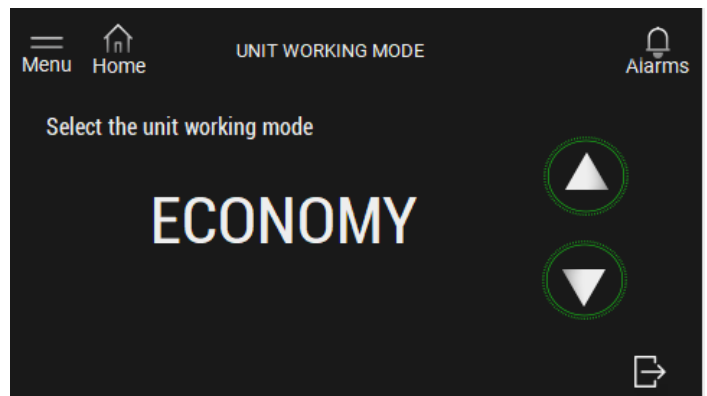 Menu Home UNIT WORKING MODE Alarms
Select the unit working mode
ECONOMY